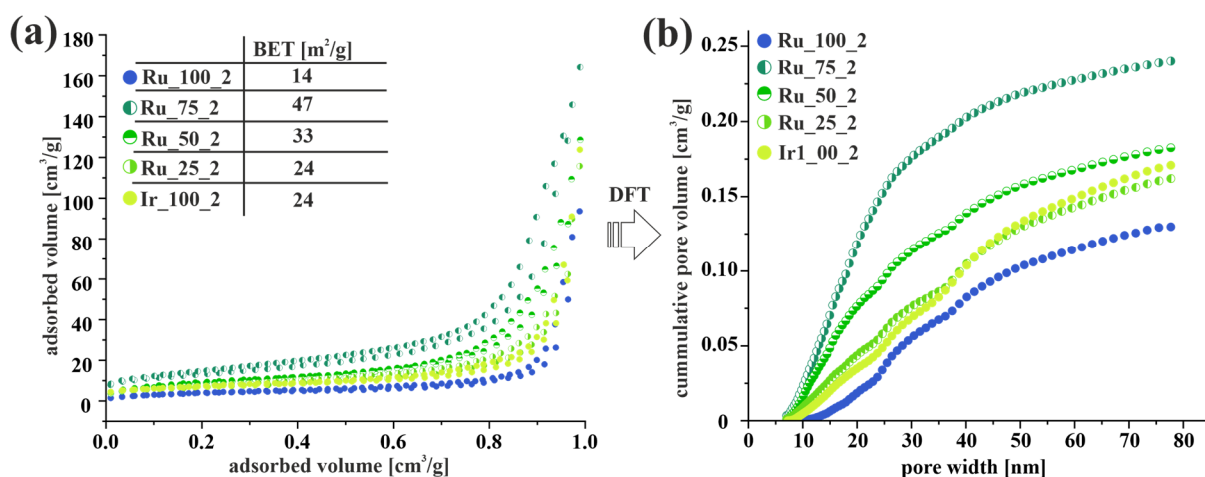 (a)
BET [m²/g]
Ru_100_2 14
Ru_75_2 47
Ru_50_2 33
Ru_25_2 24
Ir_100_2 24
adsorbed volume [cm³/g]
180
160
140
120
100
80
60
40
20
0
0.0 0.2 0.4 0.6 0.8 1.0
adsorbed volume [cm³/g]
DFT
(b)
Ru_100_2
Ru_75_2
Ru_50_2
Ru_25_2
Ir1_00_2
cummulative pore volume [cm³/g]
0.25
0.20
0.15
0.10
0.05
0
0 10 20 30 40 50 60 70 80
pore width [nm]